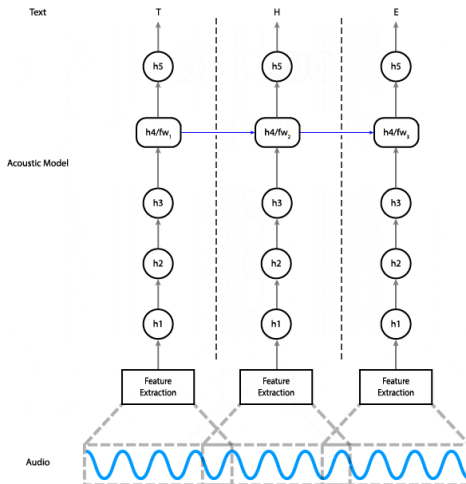 Text
T
H
E
h5
h5
h5
h4/fw1
h4/fw2
h4/fw3
Acoustic Model
h3
h3
h3
h2
h2
h2
h1
h1
h1
Feature
Extraction
Feature
Extraction
Feature
Extraction
Audio